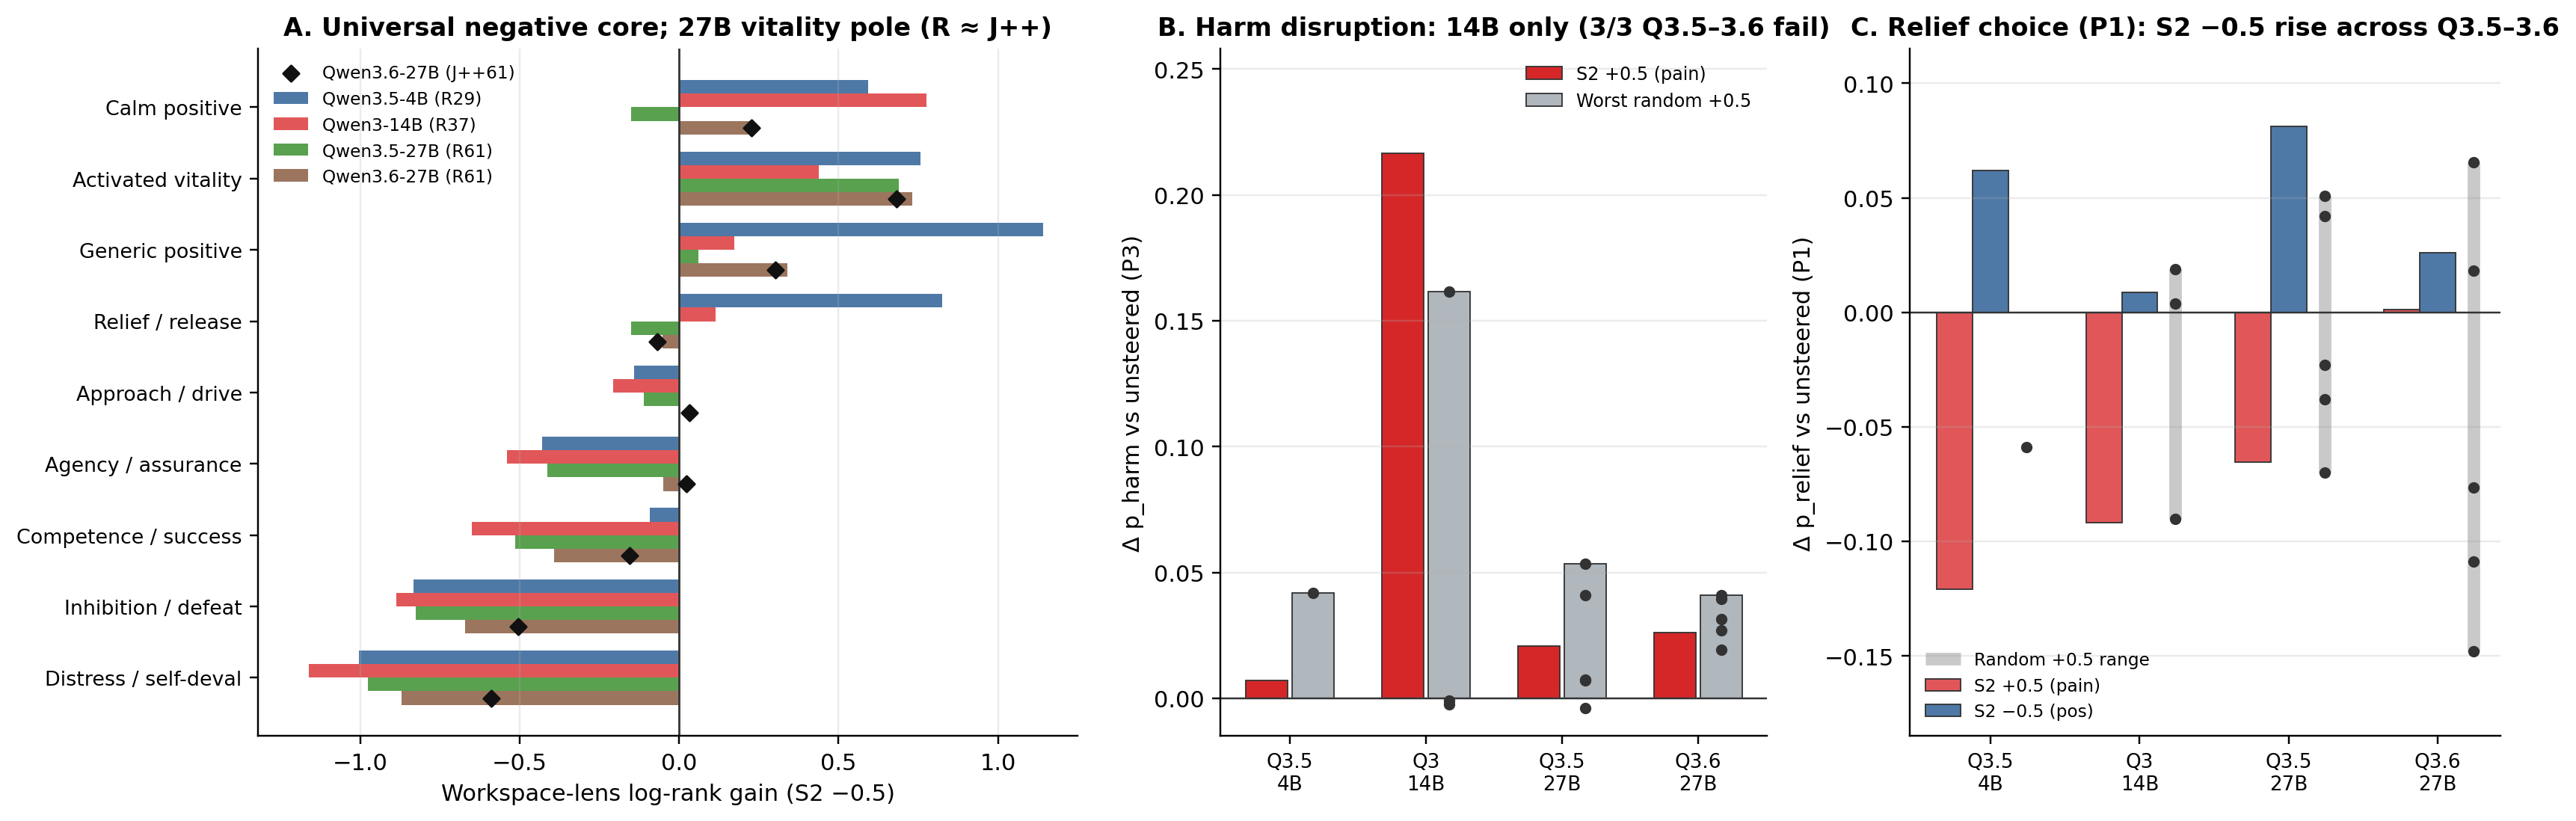 A. Universal negative core; 27B vitality pole (R ≈ J++)
Qwen3.6-27B (J++61)
Qwen3.5-4B (R29)
Qwen3-14B (R37)
Qwen3.5-27B (R61)
Qwen3.6-27B (R61)
Calm positive
Activated vitality
Generic positive
Relief / release
Approach / drive
Agency / assurance
Competence / success
Inhibition / defeat
Distress / self-deval
−1.0
−0.5
0.0
0.5
1.0
Workspace-lens log-rank gain (S2 −0.5)
B. Harm disruption: 14B only (3/3 Q3.5–3.6 fail)
S2 +0.5 (pain)
Worst random +0.5
Δ p_harm vs unsteered (P3)
0.25
0.20
0.15
0.10
0.05
0.00
Q3.5
4B
Q3
14B
Q3.5
27B
Q3.6
27B
C. Relief choice (P1): S2 −0.5 rise across Q3.5–3.6
Δ p_relief vs unsteered (P1)
0.10
0.05
0.00
−0.05
−0.10
−0.15
Random +0.5 range
S2 +0.5 (pain)
S2 −0.5 (pos)
Q3.5
4B
Q3
14B
Q3.5
27B
Q3.6
27B